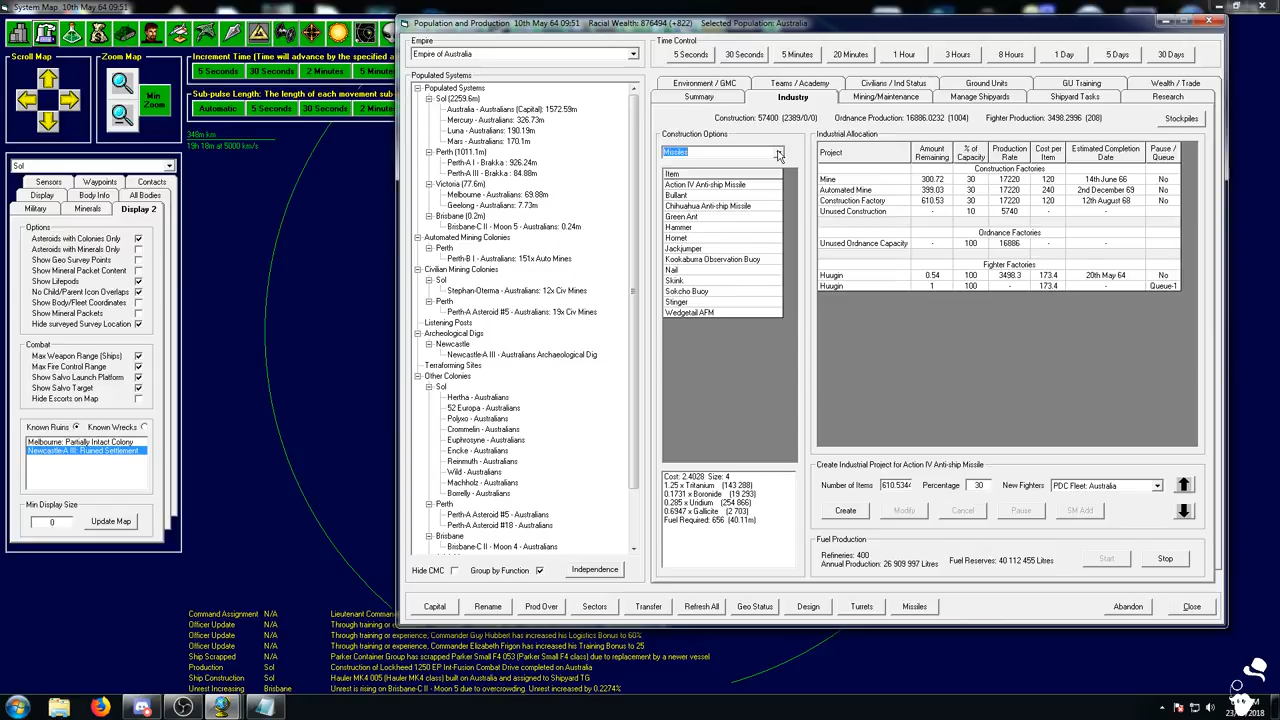 System Map 10th May 64 09:51
Scroll Map
Zoom Map
Min Zoom
Increment Time (Time will advance by the specified a
5 Seconds 30 Seconds 2 Minutes 5 Minute
Sub-pulse Length: The length of each movement sub
Automatic 5 Seconds 30 Seconds 2 Minut
348m km
19h 18m at 5000 km/s
Sol
Sensors Waypoints Contacts
Display Body Info All Bodies
Military Minerals Display 2
Options
Asteroids with Colonies Only
Asteroids with Minerals Only
Show Geo Survey Points
Show Mineral Packet Content
Show Lifepods
No Child/Parent Icon Overlaps
Show Body/Fleet Coordinates
Show Mineral Packets
Hide surveyed Survey Location
Combat
Max Weapon Range (Ships)
Max Fire Control Range
Show Salvo Launch Platform
Show Salvo Target
Hide Escorts on Map
Known Ruins Known Wrecks
Melbourne: Partially Intact Colony
Newcastle-A III: Ruined Settlement
Min Display Size
0 Update Map
Command Assignment N/A Lieutenant Comman
Officer Update N/A Through training or e
Officer Update N/A Through training or experience, Commander Guy Hubbert has increased his Logistics Bonus to 60%
Officer Update N/A Through training or experience, Commander Elizabeth Frigon has increased his Training Bonus to 25
Ship Scrapped N/A Parker Container Group has scrapped Parker Small F4 053 (Parker Small F4 class) due to replacement by a newer vessel
Production Sol Construction of Lockheed 1250 EP Int-Fusion Combat Drive completed on Australia
Ship Construction Sol Hauler MK4 005 (Hauler MK4 class) built on Australia and assigned to Shipyard TG
Unrest Increasing Brisbane Unrest is rising on Brisbane-C II - Moon 5 due to overcrowding. Unrest increased by 0.2274%
Population and Production 10th May 64 09:51 Racial Wealth: 876494 (+822) Selected Population: Australia
Empire
Empire of Australia
Time Control
5 Seconds 30 Seconds 5 Minutes 20 Minutes 1 Hour 3 Hours 8 Hours 1 Day 5 Days 30 Days
Populated Systems
Populated Systems
Sol (2259.6m)
Australia - Australians (Capital): 1572.59m
Mercury - Australians: 326.73m
Luna - Australians: 190.19m
Mars - Australians: 170.1m
Perth (1011.1m)
Perth-A I - Brakka : 926.24m
Perth-A III - Brakka: 84.88m
Victoria (77.6m)
Melbourne - Australians: 69.88m
Geelong - Australians: 7.73m
Brisbane (0.2m)
Brisbane-C II - Moon 5 - Australians: 0.24m
Automated Mining Colonies
Perth
Perth-B I - Australians: 151x Auto Mines
Civilian Mining Colonies
Sol
Stephan-Oterma - Australians: 12x Civ Mines
Perth
Perth-A Asteroid #5 - Australians: 19x Civ Mines
Listening Posts
Archeological Digs
Newcastle
Newcastle-A III - Australians Archaeological Dig
Terraforming Sites
Other Colonies
Sol
Hertha - Australians
52 Europa - Australians
Polyxo - Australians
Crommelin - Australians
Euphrosyne - Australians
Encke - Australians
Reinmuth - Australians
Wild - Australians
Machholz - Australians
Borrelly - Australians
Perth
Perth-A Asteroid #5 - Australians
Perth-A Asteroid #18 - Australians
Brisbane
Brisbane-C II - Moon 4 - Australians
Hide CMC Group by Function Independence
Environment / GMC Teams / Academy Civilians / Ind Status Ground Units GU Training Wealth / Trade
Summary Industry Mining/Maintenance Manage Shipyards Shipyard Tasks Research
Construction: 57400 (2389/0/0) Ordnance Production: 16886.0232 (1004) Fighter Production: 3498.2996 (208) Stockpiles
Construction Options
Missiles
Item
Action IV Anti-ship Missile
Bullant
Chihuahua Anti-ship Missile
Green Ant
Hammer
Hornet
Jackjumper
Kookaburra Observation Buoy
Nail
Skink
Sokcho Buoy
Stinger
Wedgetail AFM
Cost: 2.4028 Size: 4
1.25 x Titanium (143 288)
0.1731 x Boronide (19 293)
0.285 x Uridium (254 866)
0.6947 x Gallicite (2 703)
Fuel Required: 656 (40.11m)
Industrial Allocation
Project Amount Remaining % of Capacity Production Rate Cost per Item Estimated Completion Date Pause / Queue
Construction Factories
Mine 300.72 30 17220 120 14th June 66 No
Automated Mine 399.03 30 17220 240 2nd December 69 No
Construction Factory 610.53 30 17220 120 12th August 68 No
Unused Construction - 10 5740 - -
Ordnance Factories
Unused Ordnance Capacity - 100 16886 - -
Fighter Factories
Huugin 0.54 100 3498.3 173.4 20th May 64 No
Huugin 1 100 - 173.4 Queue-1
Create Industrial Project for Action IV Anti-ship Missile
Number of Items 610.534 Percentage 30 New Fighters PDC Fleet: Australia
Create Modify Cancel Pause SM Add
Fuel Production
Refineries: 400
Annual Production: 26 909 997 Litres
Fuel Reserves: 40 112 455 Litres
Start Stop
Capital Rename Prod Over Sectors Transfer Refresh All Geo Status Design Turrets Missiles Abandon Close